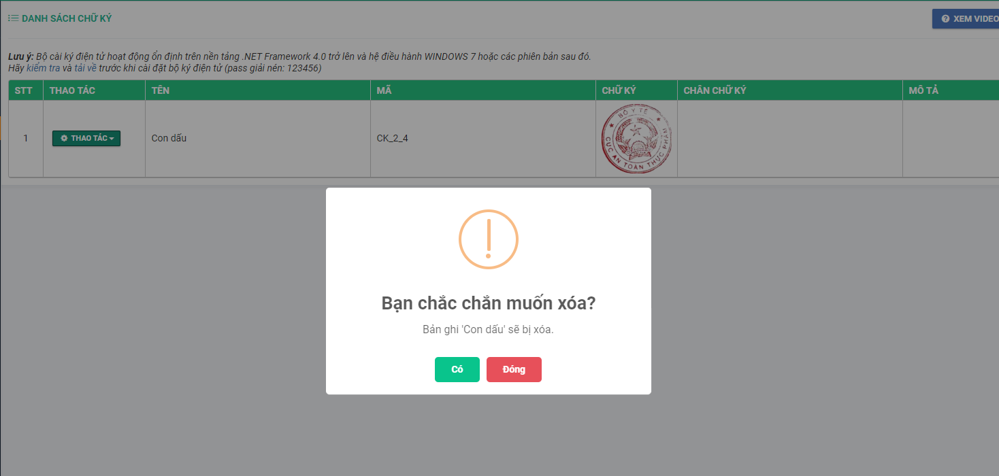 DANH SÁCH CHỮ KÝ
XEM VIDEO
Lưu ý: Bộ cài ký điện tử hoạt động ổn định trên nền tảng .NET Framework 4.0 trở lên và hệ điều hành WINDOWS 7 hoặc các phiên bản sau đó.
Hãy kiểm tra và tải về trước khi cài đặt bộ ký điện tử (pass giải nén: 123456)
STT THAO TÁC TÊN MÃ CHỮ KÝ CHÂN CHỮ KÝ MÔ TẢ
1 THAO TÁC Con dấu CK_2_4
BỘ Y TẾ
CỤC AN TOÀN THỰC PHẨM
Bạn chắc chắn muốn xóa?
Bản ghi 'Con dấu' sẽ bị xóa.
Có Đóng